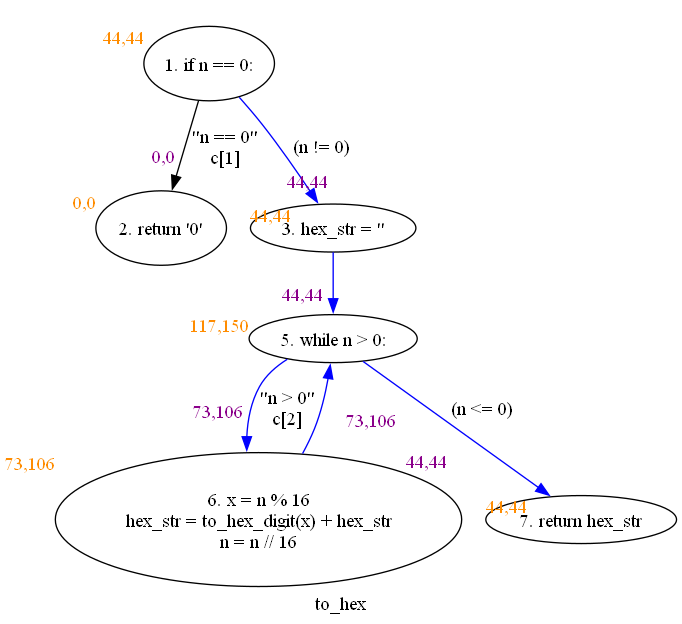 44,44
1. if n == 0:
"n == 0"
c[1]
(n != 0)
0,0
44,44
0,0
2. return '0'
44,44
3. hex_str = ''
44,44
117,150
5. while n > 0:
"n > 0"
c[2]
(n <= 0)
73,106
73,106
73,106
44,44
6. x = n % 16
hex_str = to_hex_digit(x) + hex_str
n = n // 16
44,44
7. return hex_str
to_hex